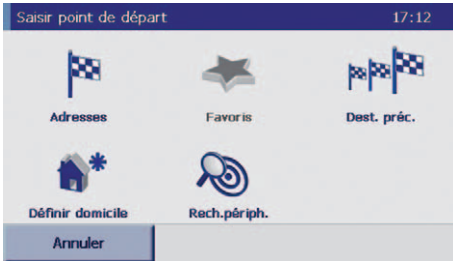 Saisir point de départ 17:12
Adresses Favoris Dest. préc.
Définir domicile Rech.périph.
Annuler